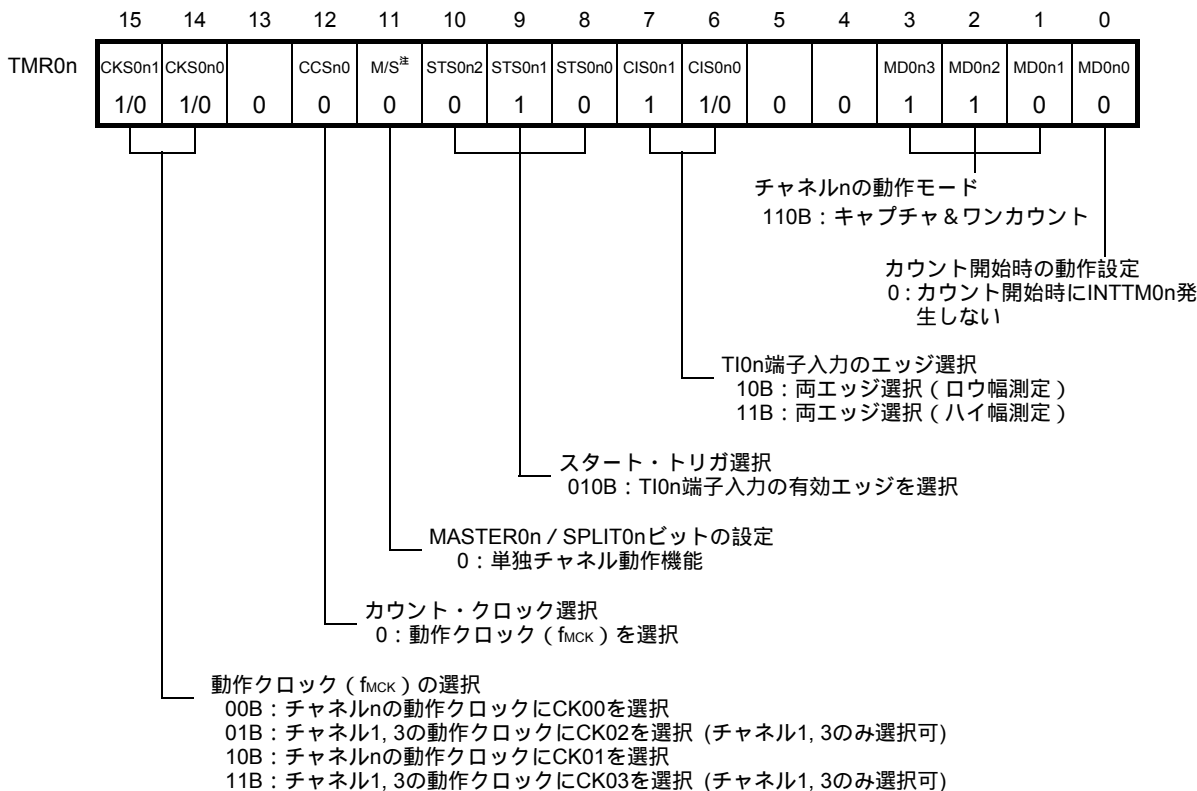 15 14 13 12 11 10 9 8 7 6 5 4 3 2 1 0
TMR0n CKS0n1 CKS0n0 CCSn0 M/S注 STS0n2 STS0n1 STS0n0 CIS0n1 CIS0n0 MD0n3 MD0n2 MD0n1 MD0n0
1/0 1/0 0 0 0 0 1 0 1 1/0 0 0 1 1 0 0
チャネルnの動作モード
110B：キャプチャ＆ワンカウント
カウント開始時の動作設定
0：カウント開始時にINTTM0n発
生しない
TI0n端子入力のエッジ選択
10B：両エッジ選択（ロウ幅測定）
11B：両エッジ選択（ハイ幅測定）
スタート・トリガ選択
010B：TI0n端子入力の有効エッジを選択
MASTER0n／SPLIT0nビットの設定
0：単独チャネル動作機能
カウント・クロック選択
0：動作クロック（fMCK）を選択
動作クロック（fMCK）の選択
00B：チャネルnの動作クロックにCK00を選択
01B：チャネル1, 3の動作クロックにCK02を選択 (チャネル1, 3のみ選択可)
10B：チャネルnの動作クロックにCK01を選択
11B：チャネル1, 3の動作クロックにCK03を選択 (チャネル1, 3のみ選択可)